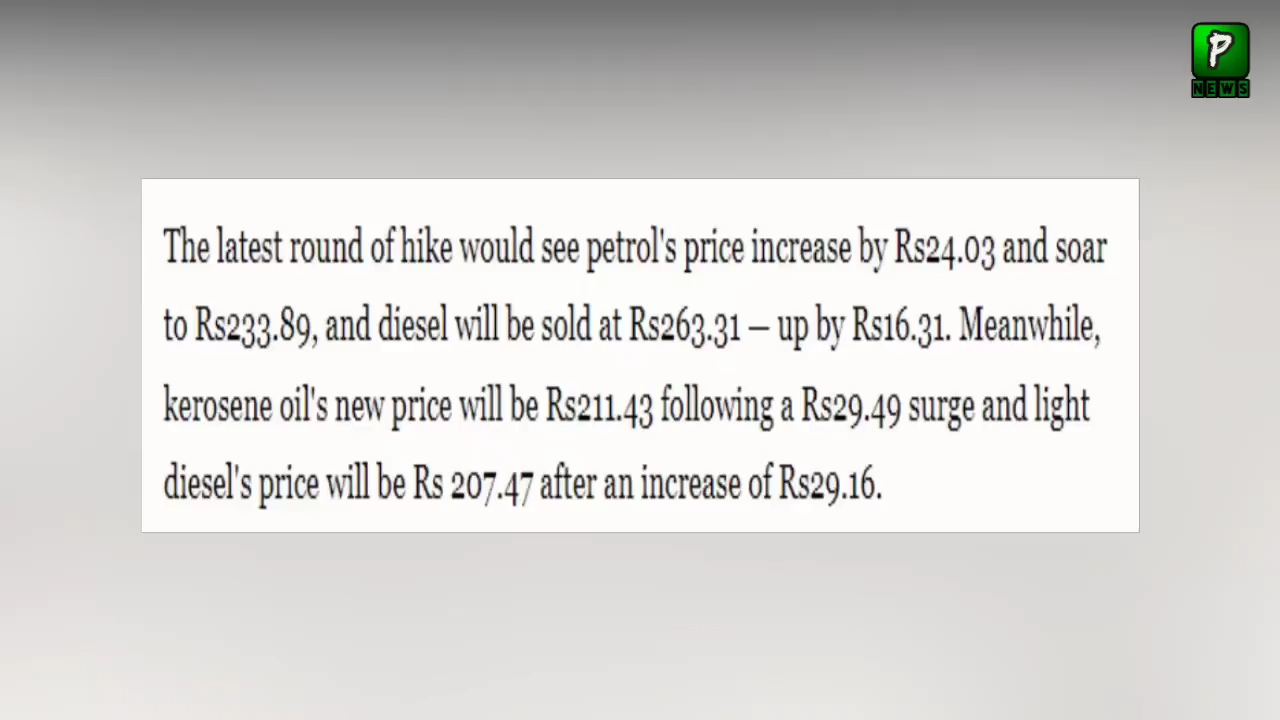 P
NEWS
The latest round of hike would see petrol's price increase by Rs24.03 and soar
to Rs233.89, and diesel will be sold at Rs263.31 – up by Rs16.31. Meanwhile,
kerosene oil's new price will be Rs211.43 following a Rs29.49 surge and light
diesel's price will be Rs 207.47 after an increase of Rs29.16.